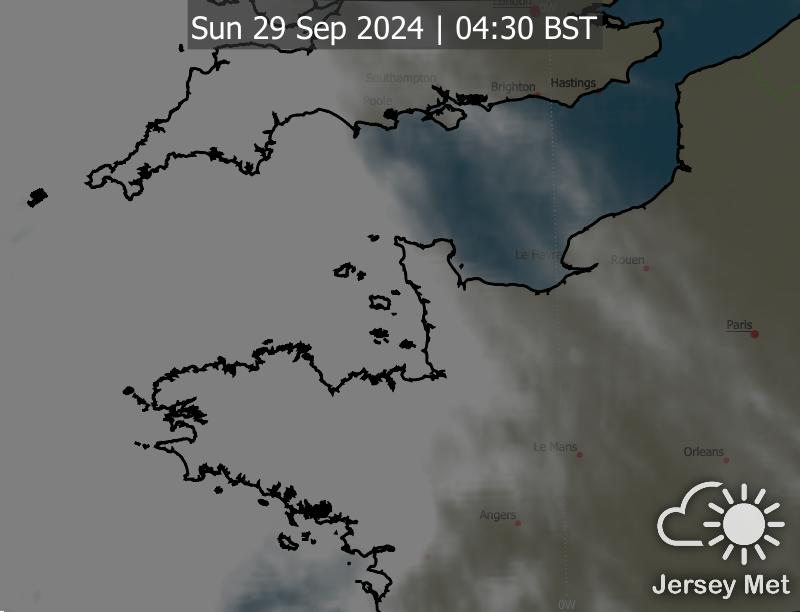 London
0W
Sun 29 Sep 2024 | 04:30 BST
Southampton
Brighton
Hastings
Poole
Le Havre
Rouen
Paris
Le Mans
Orleans
Angers
Jersey Met
0W